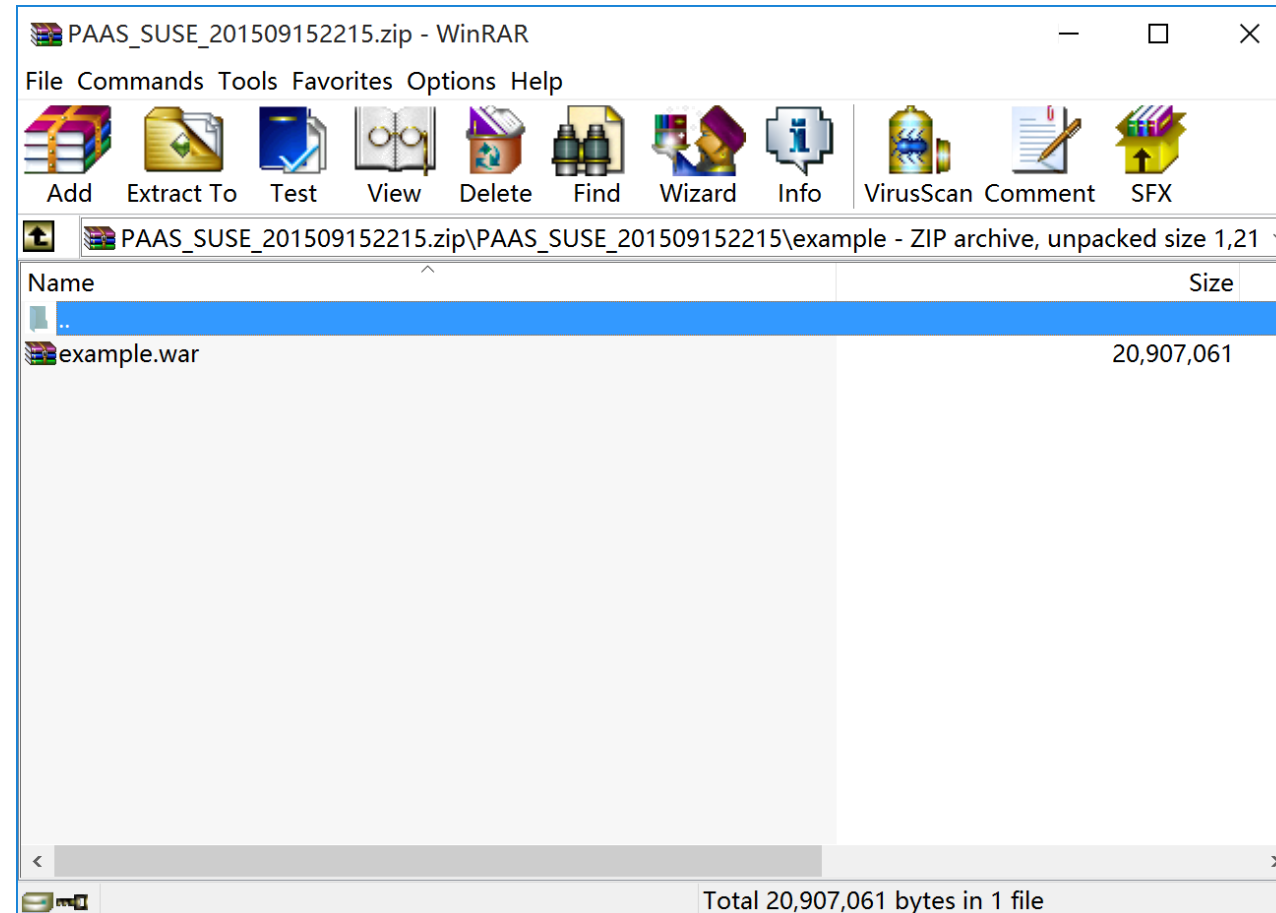 PAAS_SUSE_201509152215.zip - WinRAR
File Commands Tools Favorites Options Help
Add Extract To Test View Delete Find Wizard Info VirusScan Comment SFX
PAAS_SUSE_201509152215.zip\PAAS_SUSE_201509152215\example - ZIP archive, unpacked size 1,21
Name Size
..
example.war 20,907,061
Total 20,907,061 bytes in 1 file